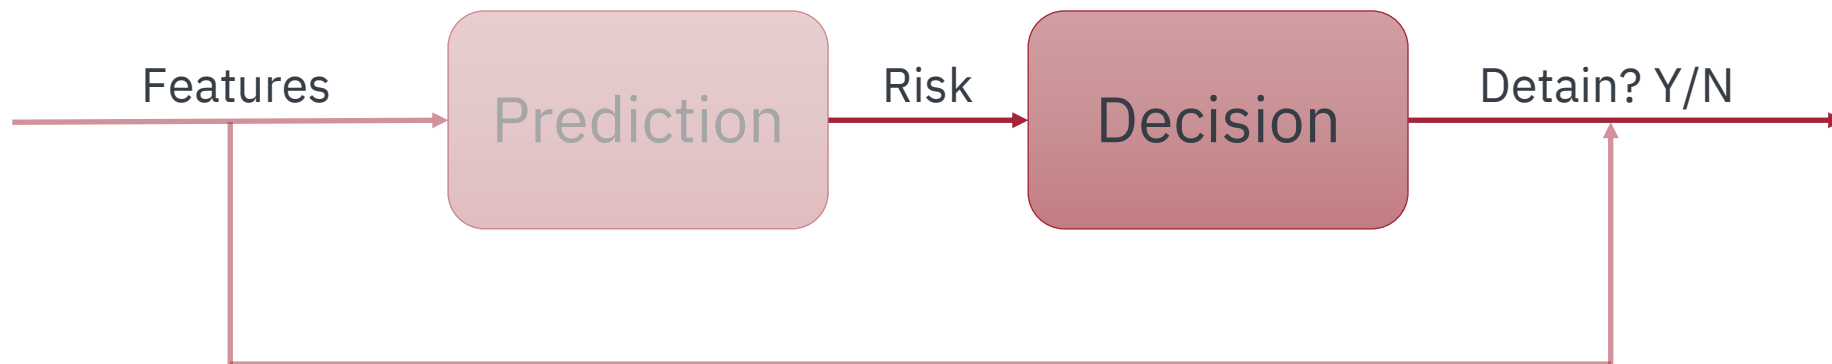 Features
Prediction
Risk
Decision
Detain? Y/N